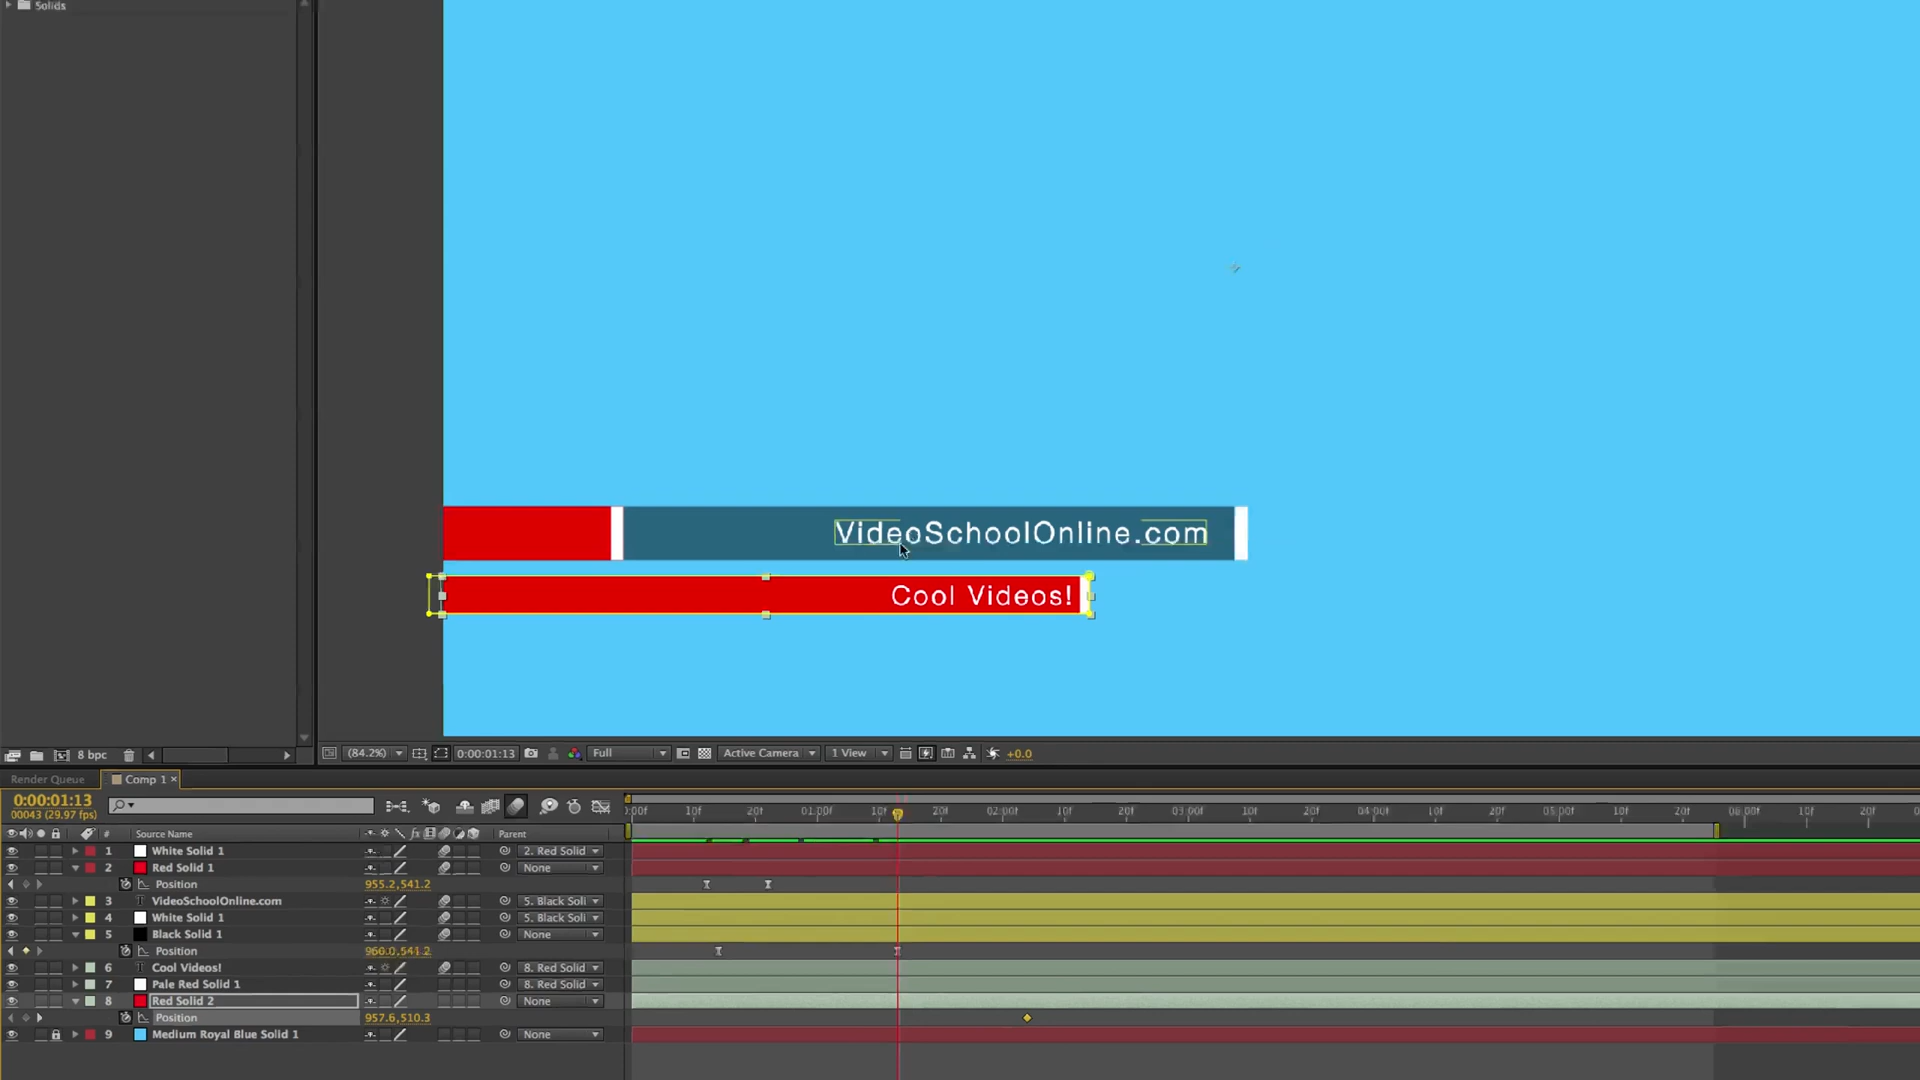 Solids
VideoSchoolOnline.com
Cool Videos!
8 bpc
(84.2%) 0:00:01:13 Full Active Camera 1 View +0.0
Render Queue Comp 1 ×
0:00:01:13
00043 (29.97 fps)
:00f 10f 20f 01:00f 10f 20f 02:00f 10f 20f 03:00f 10f 20f 04:00f 10f 20f 05:00f 10f 20f 06:00f 10f 20f
# Source Name fx Parent
1 White Solid 1 2. Red Solid
2 Red Solid 1 None
Position 955.2,541.2
3 T VideoSchoolOnline.com 5. Black Soli
4 White Solid 1 5. Black Soli
5 Black Solid 1 None
Position 960.0,541.2
6 T Cool Videos! 8. Red Solid
7 Pale Red Solid 1 8. Red Solid
8 Red Solid 2 None
Position 957.6,510.3
9 Medium Royal Blue Solid 1 None